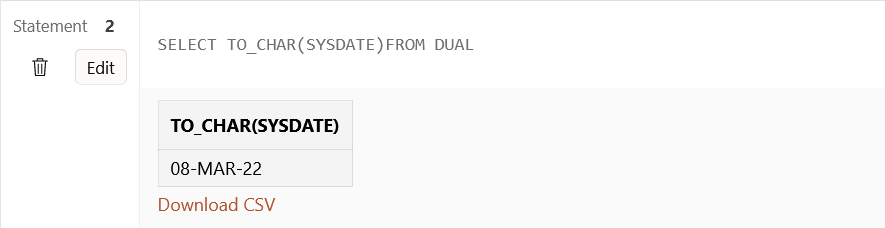 Statement 2
Edit
SELECT TO_CHAR(SYSDATE)FROM DUAL
TO_CHAR(SYSDATE)
08-MAR-22
Download CSV